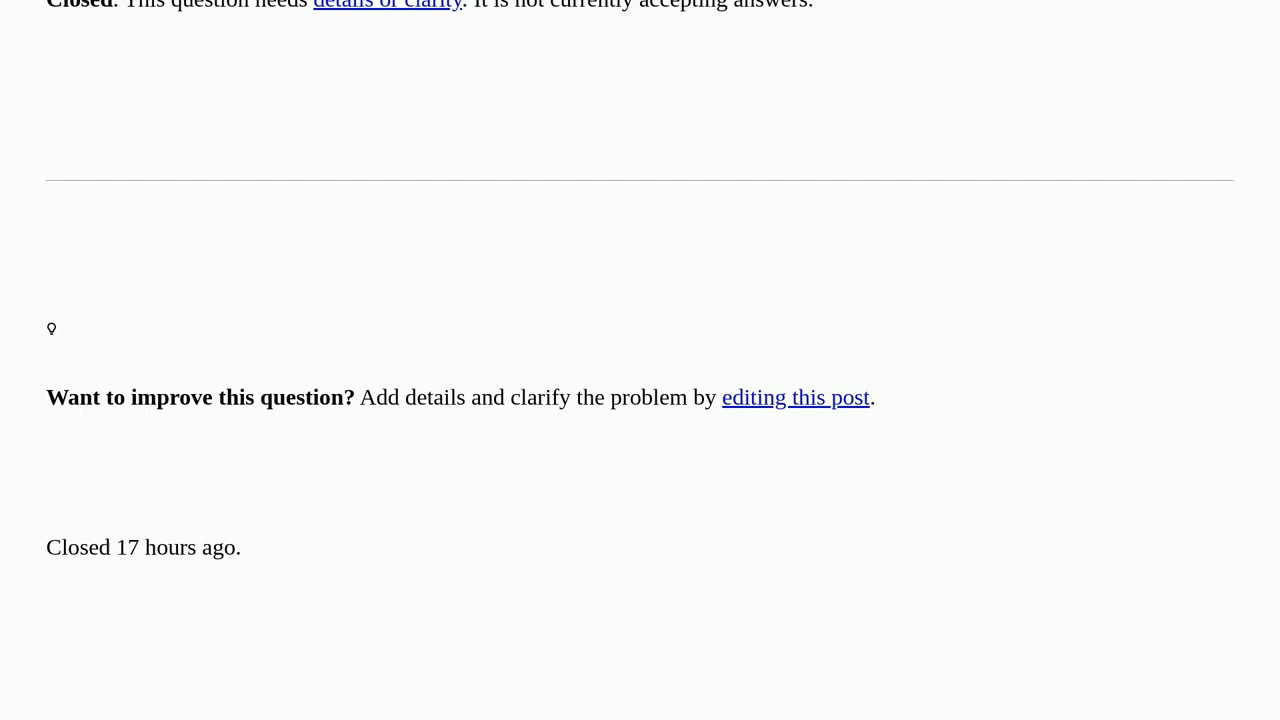 Closed. This question needs details or clarity. It is not currently accepting answers.
Want to improve this question? Add details and clarify the problem by editing this post.
Closed 17 hours ago.